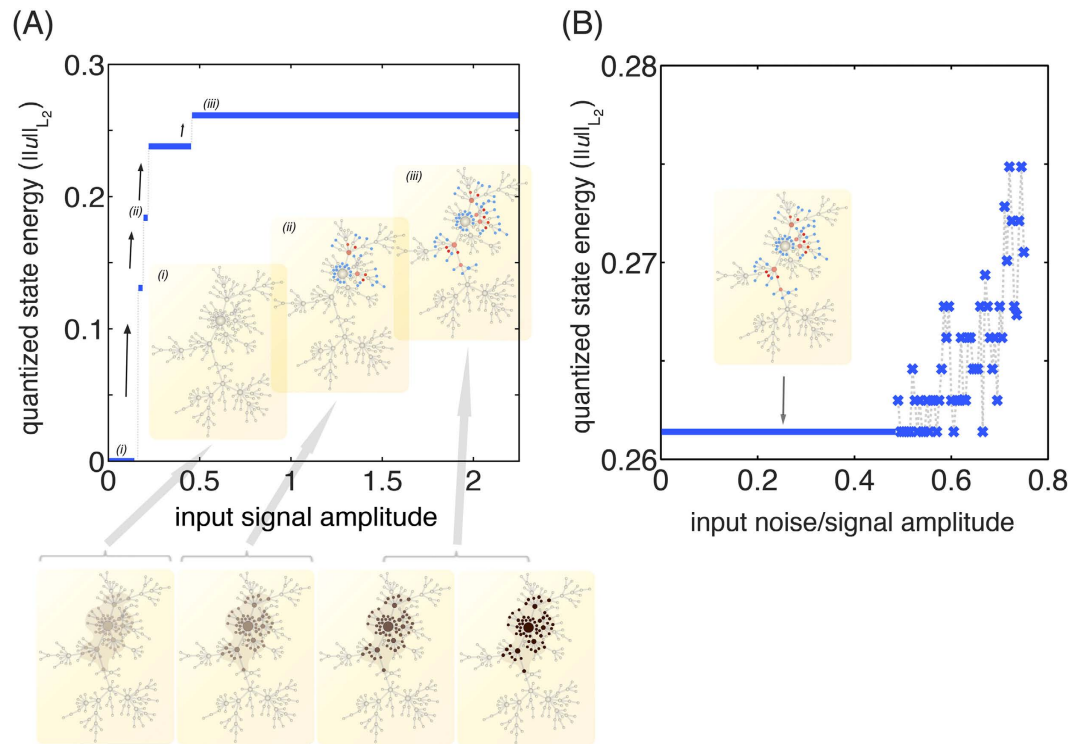 (A)
quantized state energy (||u||L₂)
0.3
0.2
0.1
0
(iii)
(ii)
(i)
(i)
(i)
(ii)
(iii)
0 0.5 1 1.5 2
input signal amplitude
(B)
quantized state energy (||u||L₂)
0.28
0.27
0.26
0 0.2 0.4 0.6 0.8
input noise/signal amplitude